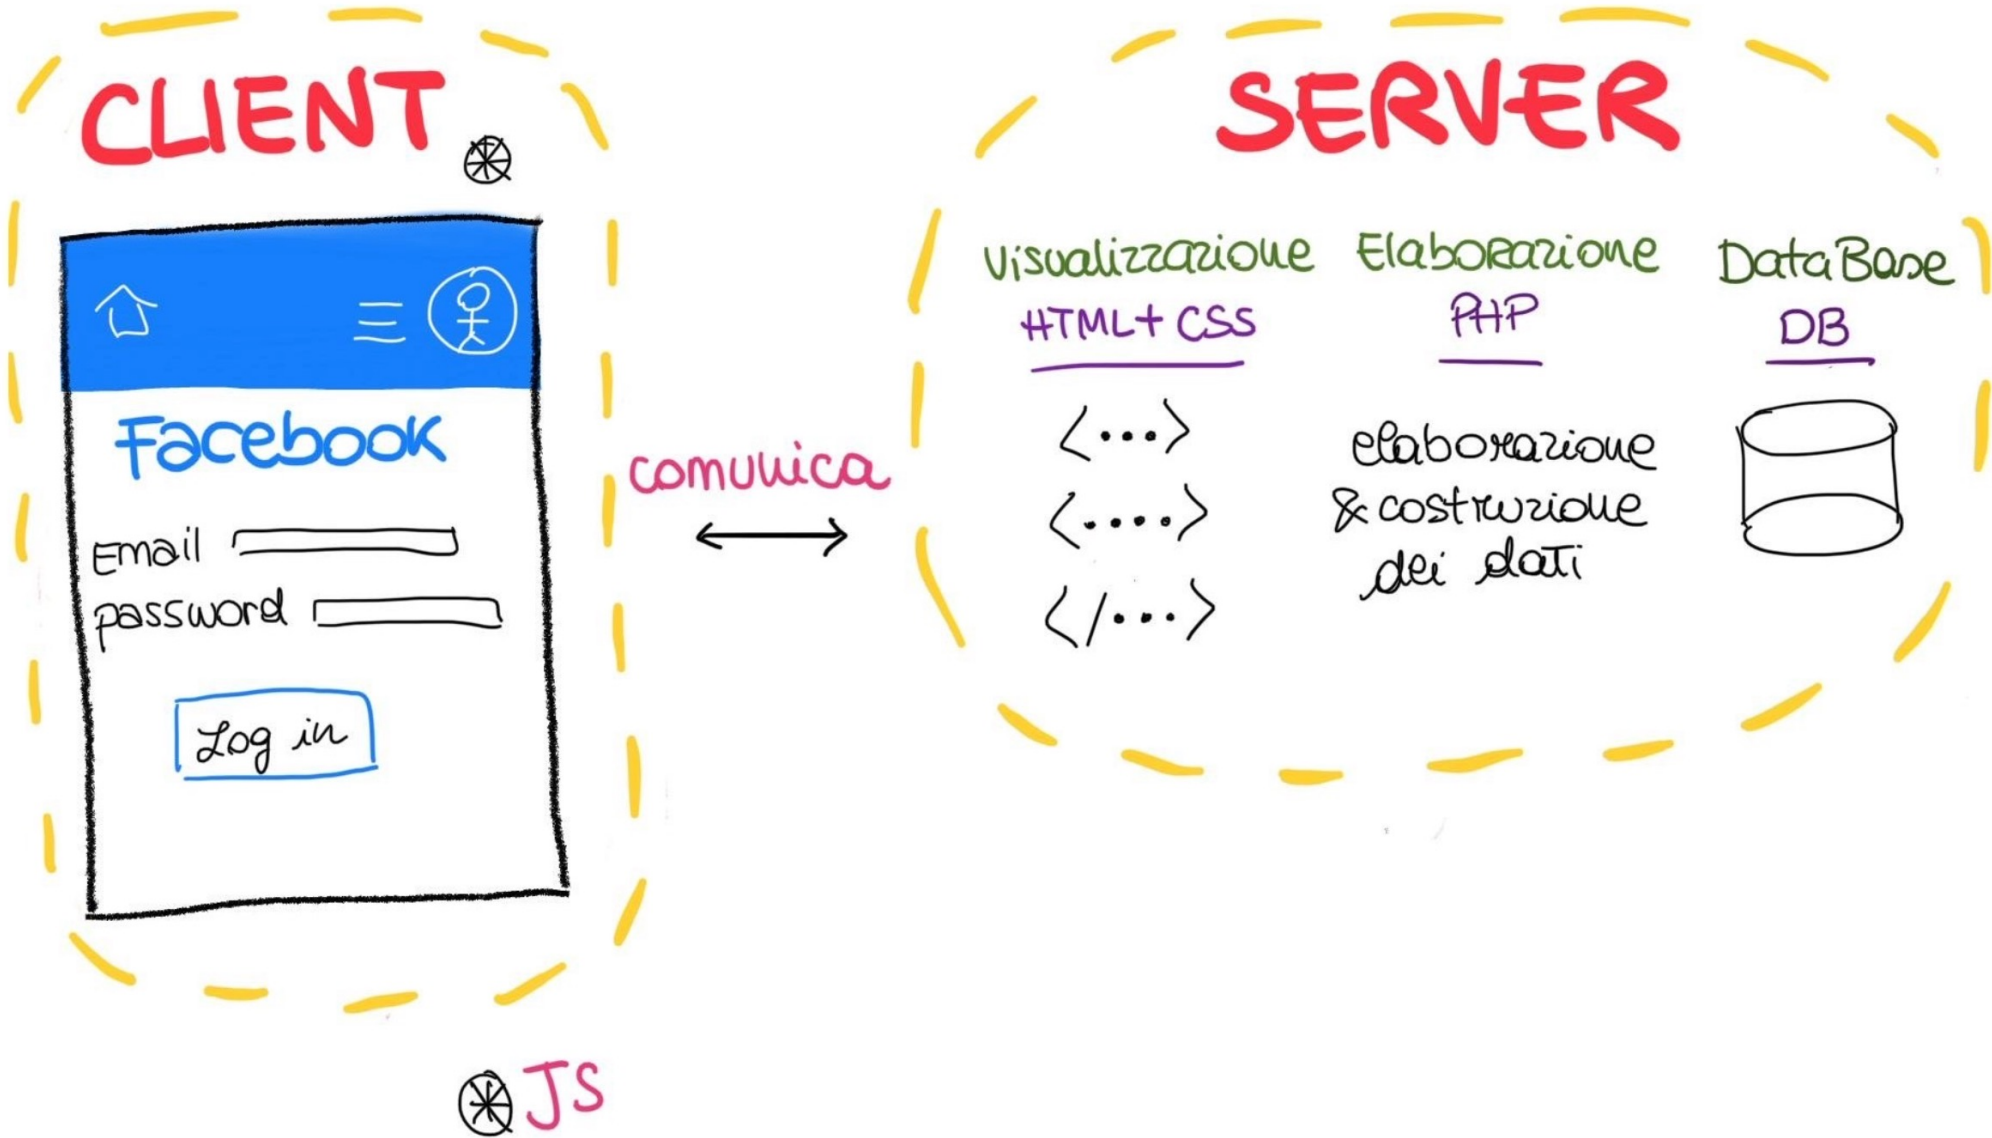 CLIENT
Facebook
Email
password
Log in
comunica
SERVER
Visualizzazione
HTML+ CSS
<...>
<....>
</...>
Elaborazione
PHP
elaborazione
& costruzione
dei dati
DataBase
DB
JS